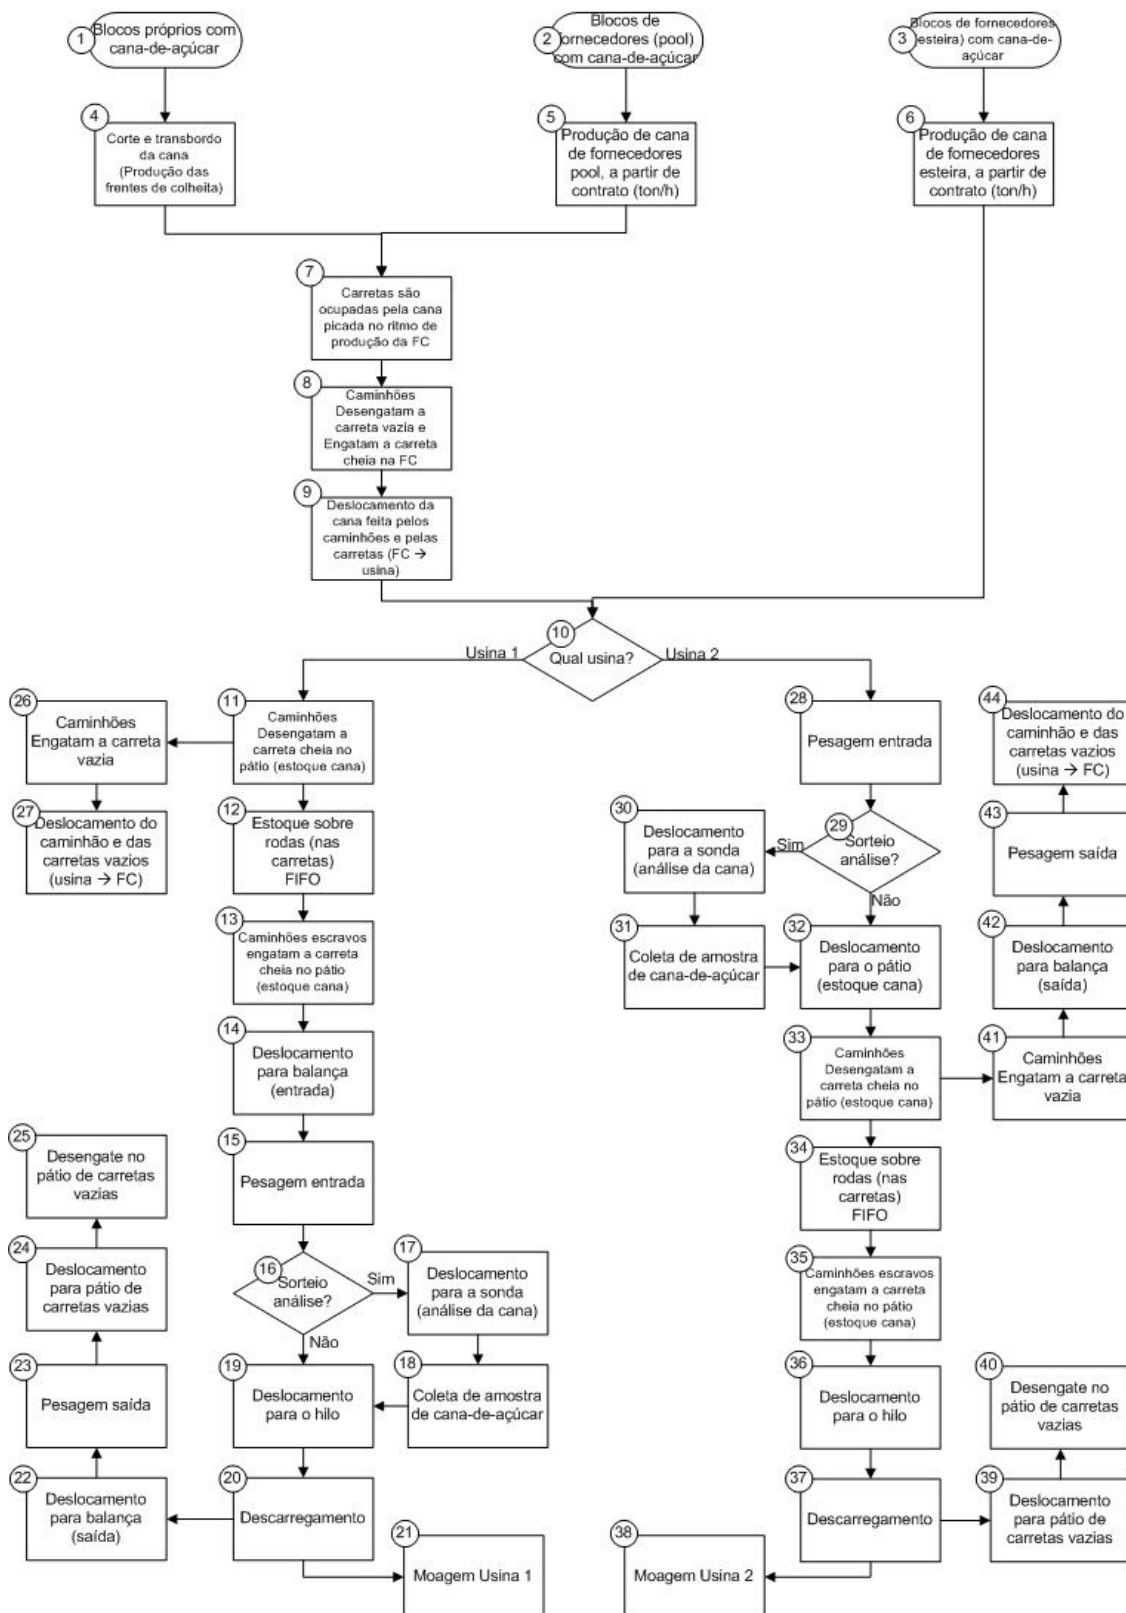 1
Blocos próprios com
cana-de-açúcar
2
Blocos de
fornecedores (pool)
com cana-de-açúcar
3
Blocos de fornecedores
(esteira) com cana-de-
açúcar
4
Corte e transbordo
da cana
(Produção das
frentes de colheita)
5
Produção de cana
de fornecedores
pool, a partir de
contrato (ton/h)
6
Produção de cana
de fornecedores
esteira, a partir de
contrato (ton/h)
7
Carretas são
ocupadas pela cana
picada no ritmo de
produção da FC
8
Caminhões
Desengatam a
carreta vazia e
Engatam a carreta
cheia na FC
9
Deslocamento da
cana feita pelos
caminhões e pelas
carretas (FC →
usina)
10
Qual usina?
Usina 1
Usina 2
26
Caminhões
Engatam a carreta
vazia
11
Caminhões
Desengatam a
carreta cheia no
pátio (estoque cana)
28
Pesagem entrada
44
Deslocamento do
caminhão e das
carretas vazios
(usina → FC)
27
Deslocamento do
caminhão e das
carretas vazios
(usina → FC)
12
Estoque sobre
rodas (nas
carretas)
FIFO
30
Deslocamento
para a sonda
(análise da cana)
29
Sorteio
análise?
Sim
Não
43
Pesagem saída
13
Caminhões escravos
engatam a carreta
cheia no pátio
(estoque cana)
31
Coleta de amostra
de cana-de-açúcar
32
Deslocamento
para o pátio
(estoque cana)
42
Deslocamento
para balança
(saída)
14
Deslocamento
para balança
(entrada)
33
Caminhões
Desengatam a
carreta cheia no
pátio (estoque cana)
41
Caminhões
Engatam a carreta
vazia
25
Desengate no
pátio de carretas
vazias
15
Pesagem entrada
34
Estoque sobre
rodas (nas
carretas)
FIFO
24
Deslocamento
para pátio de
carretas vazias
16
Sorteio
análise?
Sim
Não
17
Deslocamento
para a sonda
(análise da cana)
35
Caminhões escravos
engatam a carreta
cheia no pátio
(estoque cana)
23
Pesagem saída
19
Deslocamento
para o hilo
18
Coleta de amostra
de cana-de-açúcar
36
Deslocamento
para o hilo
40
Desengate no
pátio de carretas
vazias
22
Deslocamento
para balança
(saída)
20
Descarregamento
37
Descarregamento
39
Deslocamento
para pátio de
carretas vazias
21
Moagem Usina 1
38
Moagem Usina 2